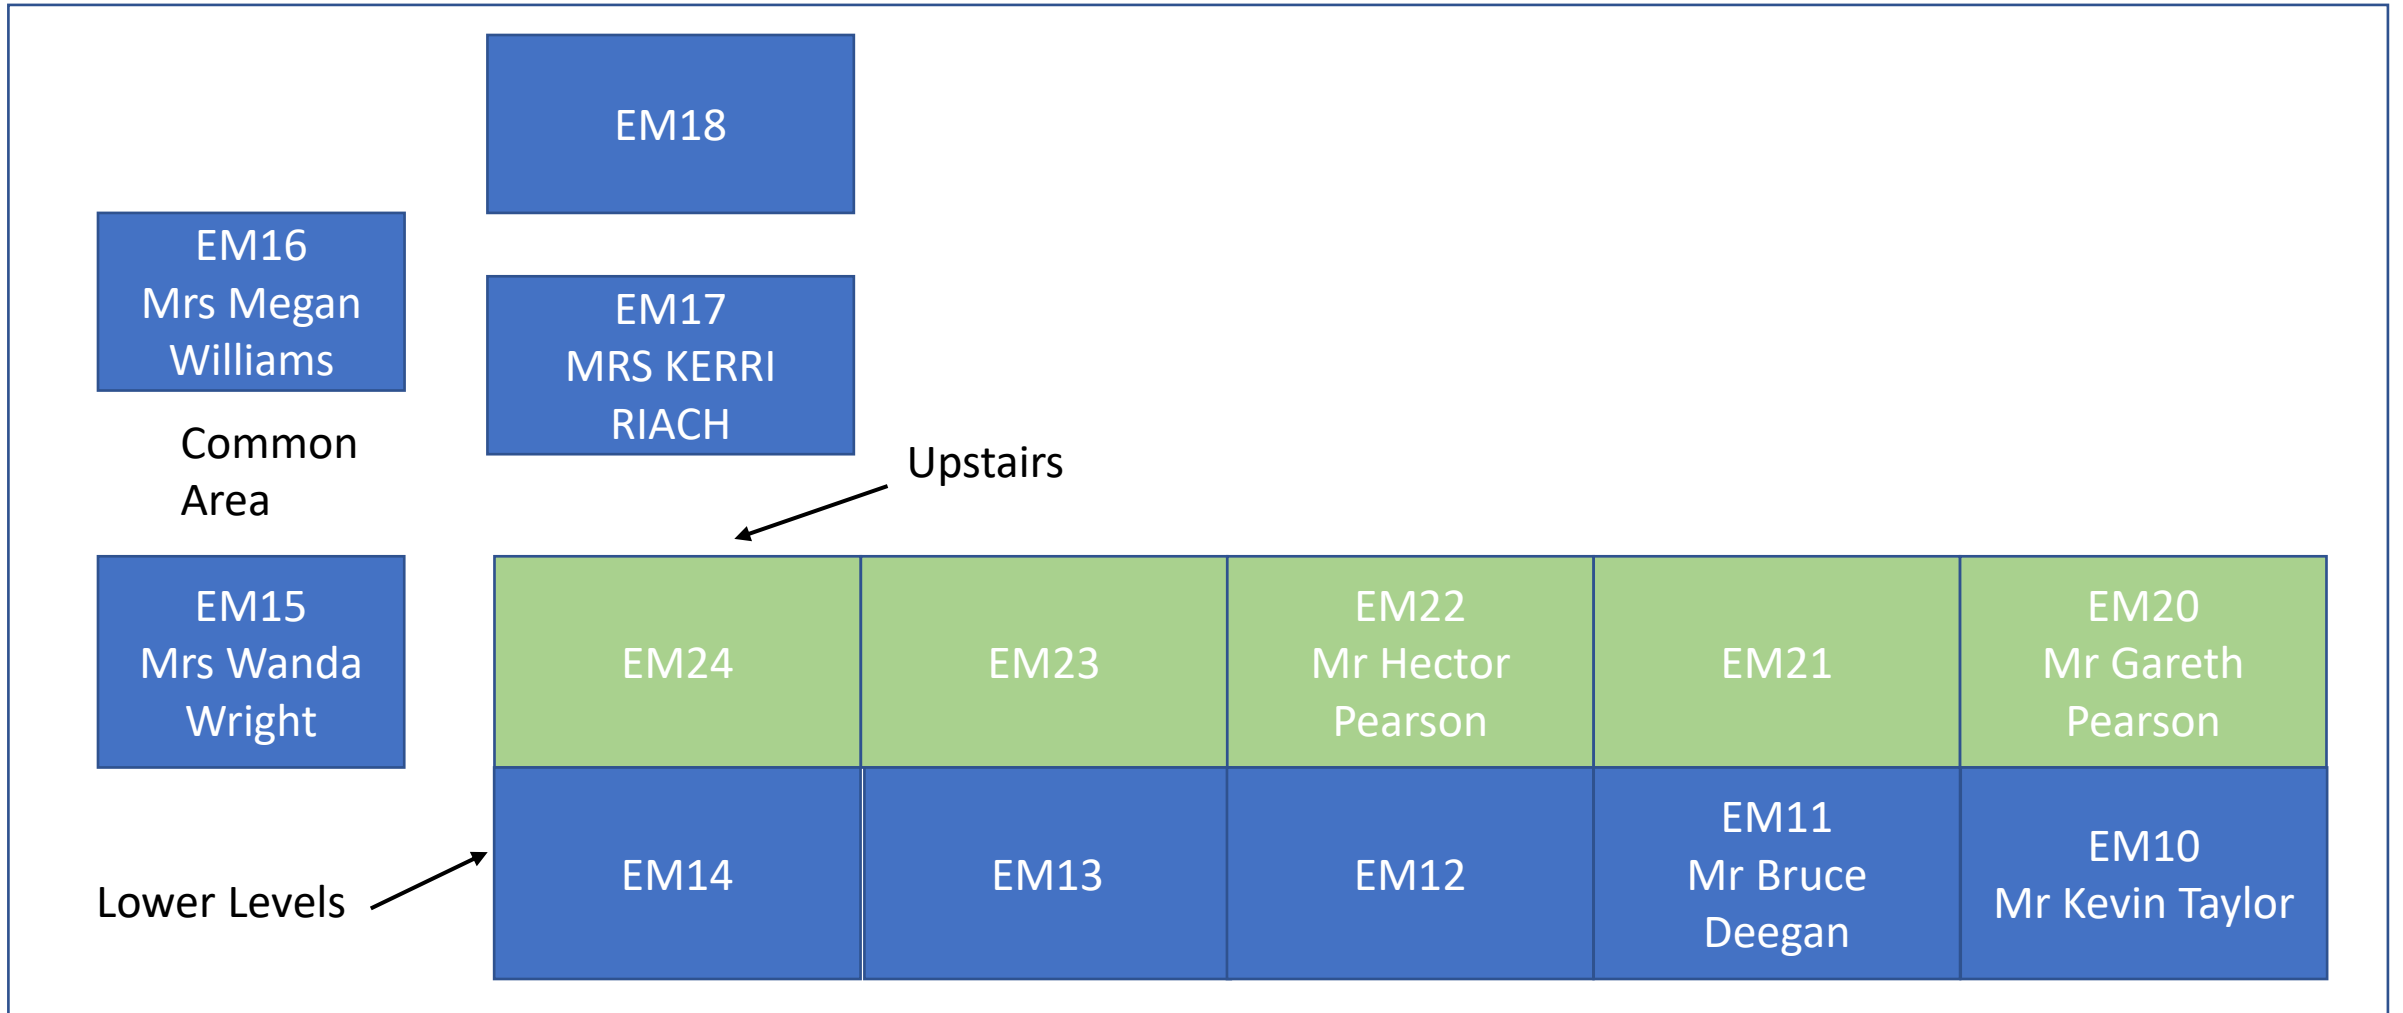 EM18
EM16
Mrs Megan
Williams
EM17
MRS KERRI
RIACH
Common
Area
Upstairs
EM15
Mrs Wanda
Wright
EM24
EM23
EM22
Mr Hector
Pearson
EM21
EM20
Mr Gareth
Pearson
Lower Levels
EM14
EM13
EM12
EM11
Mr Bruce
Deegan
EM10
Mr Kevin Taylor